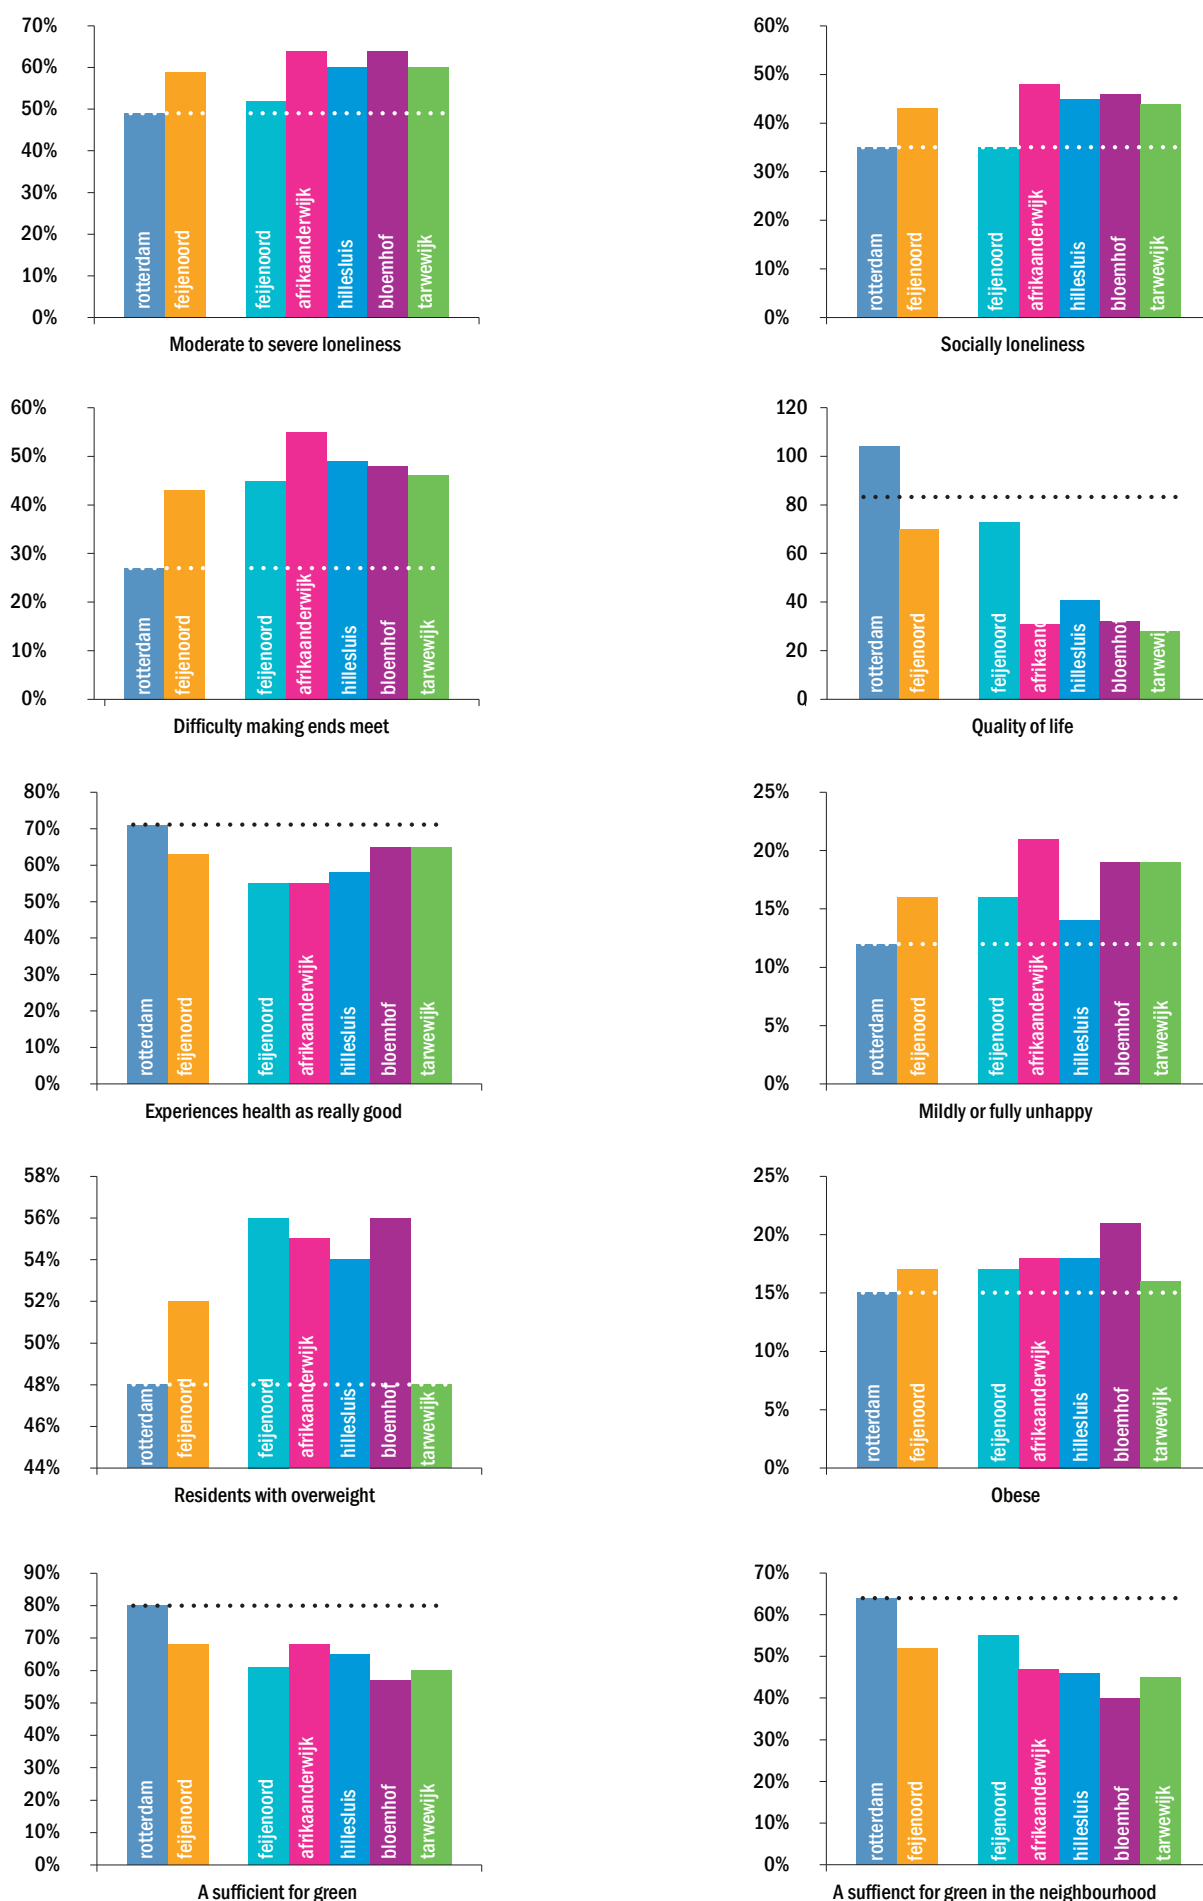 70%
60%
50%
40%
30%
20%
10%
0%
rotterdam
feijenoord
feijenoord
afrikaanderwijk
hillesluis
bloemhof
tarwewijk
Moderate to severe loneliness
60%
50%
40%
30%
20%
10%
0%
rotterdam
feijenoord
feijenoord
afrikaanderwijk
hillesluis
bloemhof
tarwewijk
Socially loneliness
60%
50%
40%
30%
20%
10%
0%
rotterdam
feijenoord
feijenoord
afrikaanderwijk
hillesluis
bloemhof
tarwewijk
Difficulty making ends meet
120
100
80
60
40
20
0
rotterdam
feijenoord
feijenoord
afrikaand
hillesluis
bloemhof
tarwewij
Quality of life
80%
70%
60%
50%
40%
30%
20%
10%
0%
rotterdam
feijenoord
feijenoord
afrikaanderwijk
hillesluis
bloemhof
tarwewijk
Experiences health as really good
25%
20%
15%
10%
5%
0%
rotterdam
feijenoord
feijenoord
afrikaanderwijk
hillesluis
bloemhof
tarwewijk
Mildly or fully unhappy
58%
56%
54%
52%
50%
48%
46%
44%
rotterdam
feijenoord
feijenoord
afrikaanderwijk
hillesluis
bloemhof
tarwewijk
Residents with overweight
25%
20%
15%
10%
5%
0%
rotterdam
feijenoord
feijenoord
afrikaanderwijk
hillesluis
bloemhof
tarwewijk
Obese
90%
80%
70%
60%
50%
40%
30%
20%
10%
0%
rotterdam
feijenoord
feijenoord
afrikaanderwijk
hillesluis
bloemhof
tarwewijk
A sufficient for green
70%
60%
50%
40%
30%
20%
10%
0%
rotterdam
feijenoord
feijenoord
afrikaanderwijk
hillesluis
bloemhof
tarwewijk
A suffienct for green in the neighbourhood